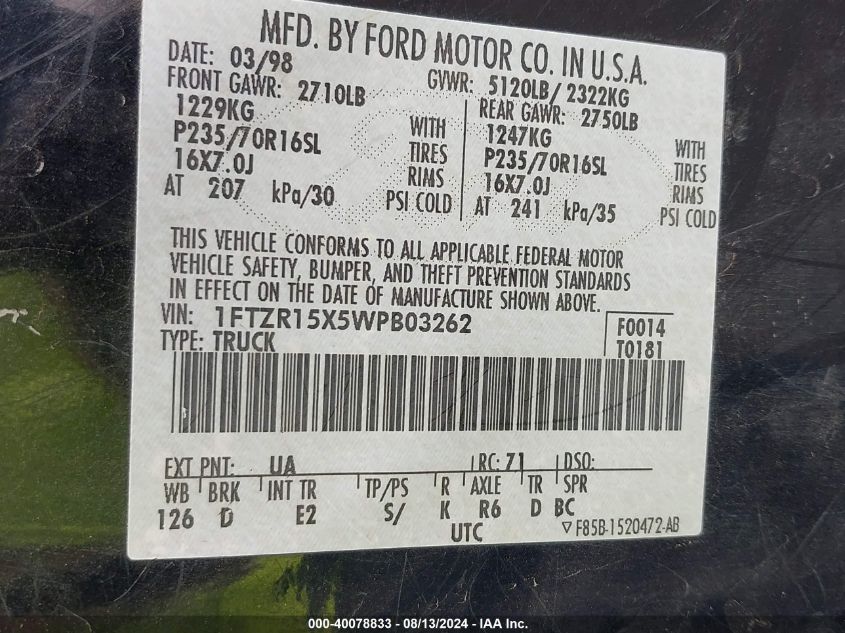 MFD. BY FORD MOTOR CO. IN U.S.A.
DATE: 03/98 GVWR: 5120LB/ 2322KG
FRONT GAWR: 2710LB REAR GAWR: 2750LB
1229KG WITH 1247KG WITH
P235/70R16SL TIRES P235/70R16SL TIRES
16X7.0J RIMS 16X7.0J RIMS
AT 207 kPa/30 PSI COLD AT 241 kPa/35 PSI COLD
THIS VEHICLE CONFORMS TO ALL APPLICABLE FEDERAL MOTOR
VEHICLE SAFETY, BUMPER, AND THEFT PREVENTION STANDARDS
IN EFFECT ON THE DATE OF MANUFACTURE SHOWN ABOVE.
VIN: 1FTZR15X5WPB03262 F0014
TYPE: TRUCK T0181
EXT PNT: UA RC: 71 DSO:
WB BRK INT TR TP/PS R AXLE TR SPR
126 D E2 S/ K R6 D BC
UTC ▽ F85B-1520472-AB
000-40078833 - 08/13/2024 - IAA Inc.